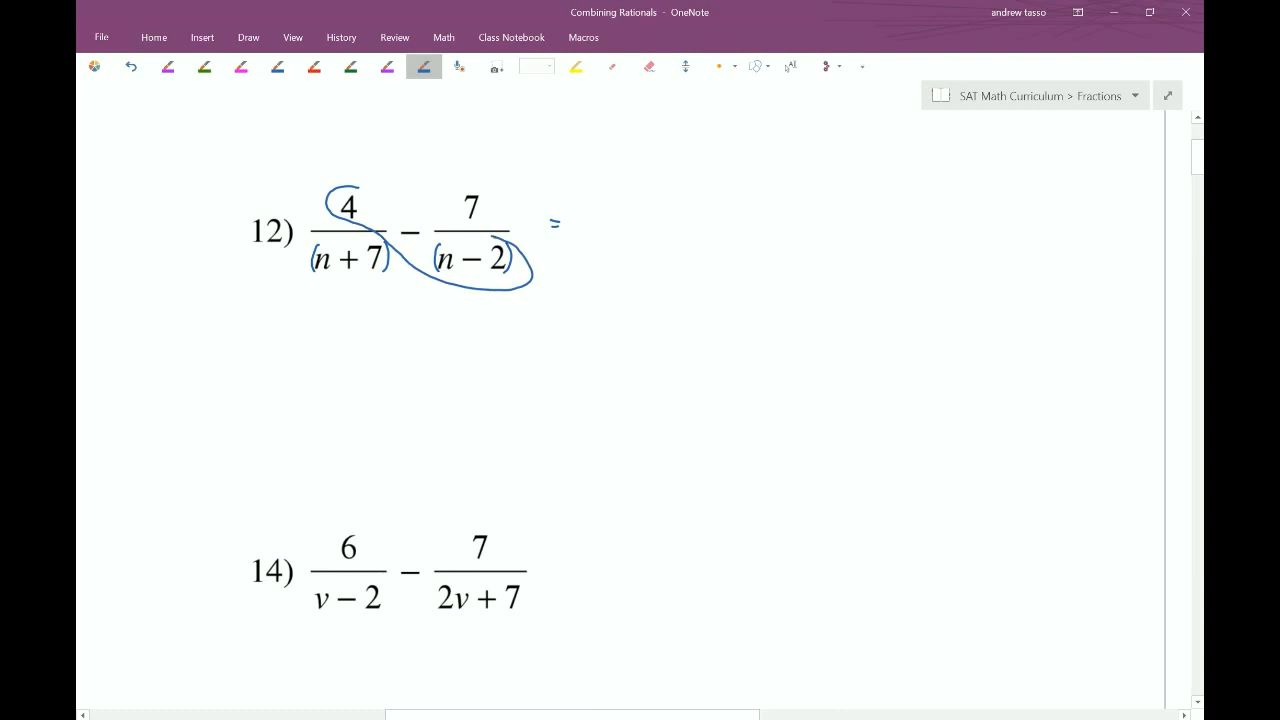 Combining Rationals - OneNote
andrew tasso
File Home Insert Draw View History Review Math Class Notebook Macros
SAT Math Curriculum > Fractions
12) 4/(n + 7) − 7/(n − 2) =
14) 6/v − 2 − 7/2v + 7